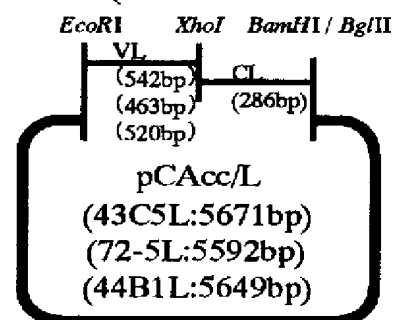 EcoRI XhoI BamHI / BglII
VL
(542bp)
CL
(463bp)
(286bp)
(520bp)
pCAcc/L
(43C5L:5671bp)
(72-5L:5592bp)
(44B1L:5649bp)